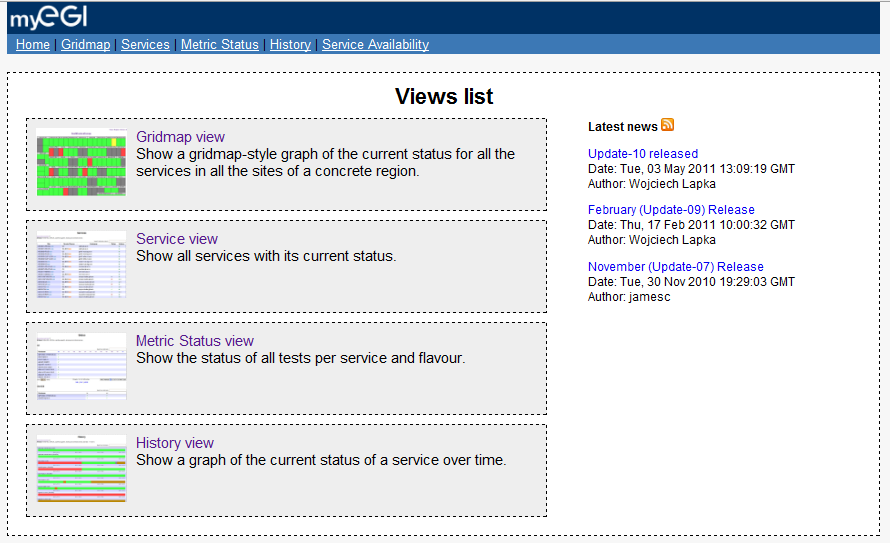 myeGI
Home | Gridmap | Services | Metric Status | History | Service Availability
Views list
Gridmap view
Show a gridmap-style graph of the current status for all the
services in all the sites of a concrete region.
Service view
Show all services with its current status.
Metric Status view
Show the status of all tests per service and flavour.
History view
Show a graph of the current status of a service over time.
Latest news
Update-10 released
Date: Tue, 03 May 2011 13:09:19 GMT
Author: Wojciech Lapka
February (Update-09) Release
Date: Thu, 17 Feb 2011 10:00:32 GMT
Author: Wojciech Lapka
November (Update-07) Release
Date: Tue, 30 Nov 2010 19:29:03 GMT
Author: jamesc